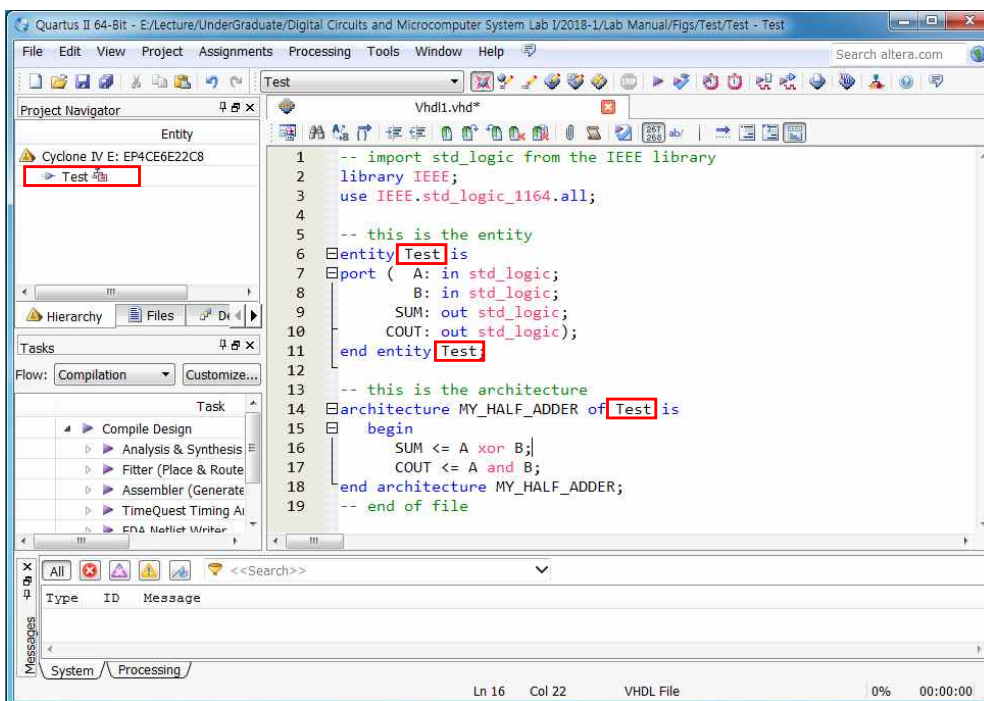 Quartus II 64-Bit - E:/Lecture/UnderGraduate/Digital Circuits and Microcomputer System Lab I/2018-1/Lab Manual/Figs/Test/Test - Test
File Edit View Project Assignments Processing Tools Window Help
Search altera.com
Test
Project Navigator
Entity
Cyclone IV E: EP4CE6E22C8
Test
Hierarchy Files De
Tasks
Flow: Compilation Customize...
Task
Compile Design
Analysis & Synthesis
Fitter (Place & Route
Assembler (Generate
TimeQuest Timing A
EDA Netlist Writer
Vhdl1.vhd*
267 268 ab/
1 -- import std_logic from the IEEE library
2 library IEEE;
3 use IEEE.std_logic_1164.all;
4
5 -- this is the entity
6 entity Test is
7 port ( A: in std_logic;
8 B: in std_logic;
9 SUM: out std_logic;
10 COUT: out std_logic);
11 end entity Test;
12
13 -- this is the architecture
14 architecture MY_HALF_ADDER of Test is
15 begin
16 SUM <= A xor B;
17 COUT <= A and B;
18 end architecture MY_HALF_ADDER;
19 -- end of file
All <<Search>>
Type ID Message
Messages
System Processing
Ln 16 Col 22 VHDL File 0% 00:00:00